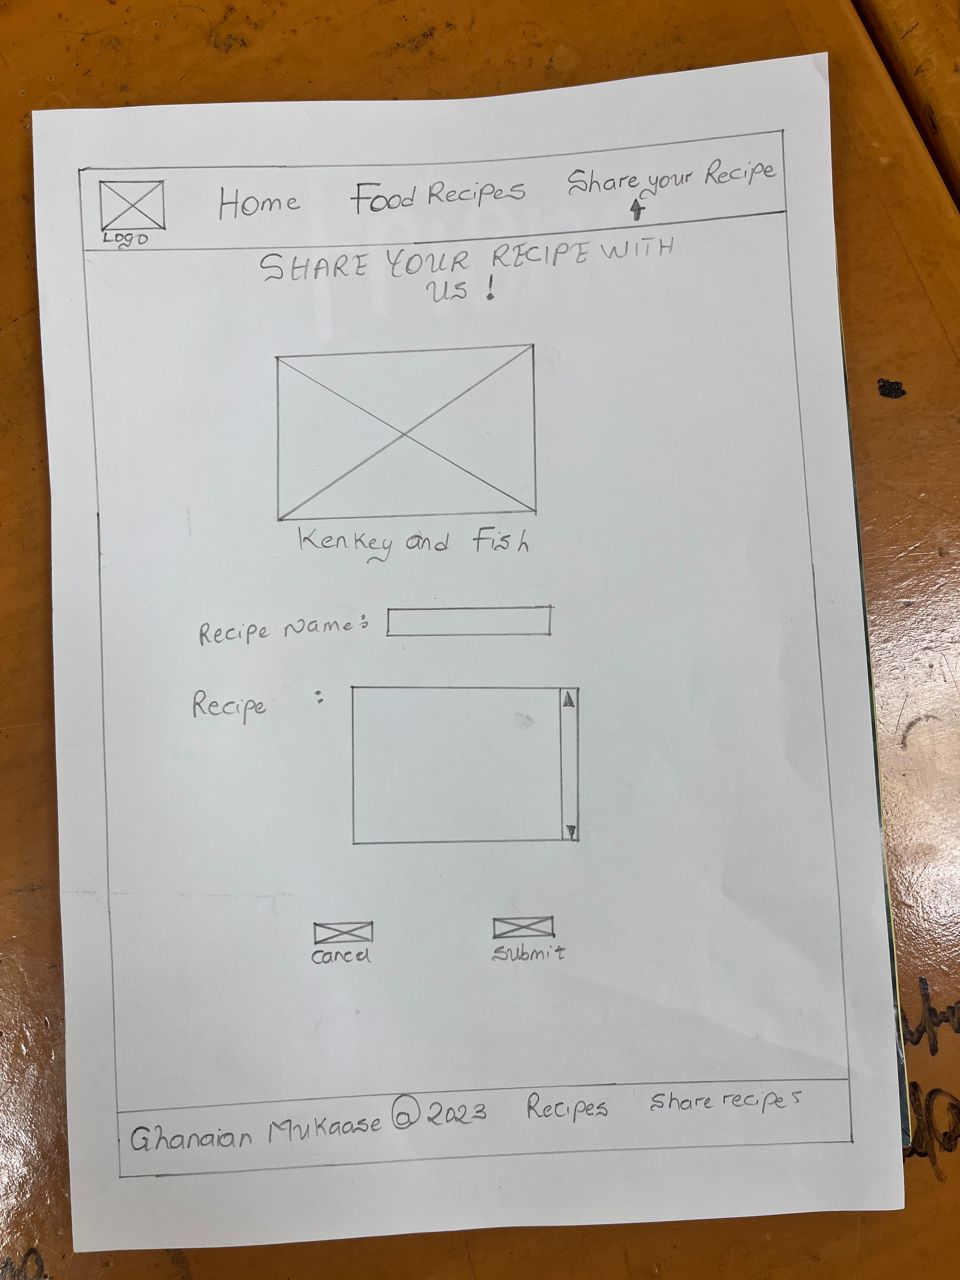 Home Food Recipes Share your Recipe
Logo
SHARE YOUR RECIPE WITH
US !
Kenkey and Fish
Recipe Name :
Recipe :
Cancel Submit
Ghanaian Mukaase @ 2023 Recipes Share recipes